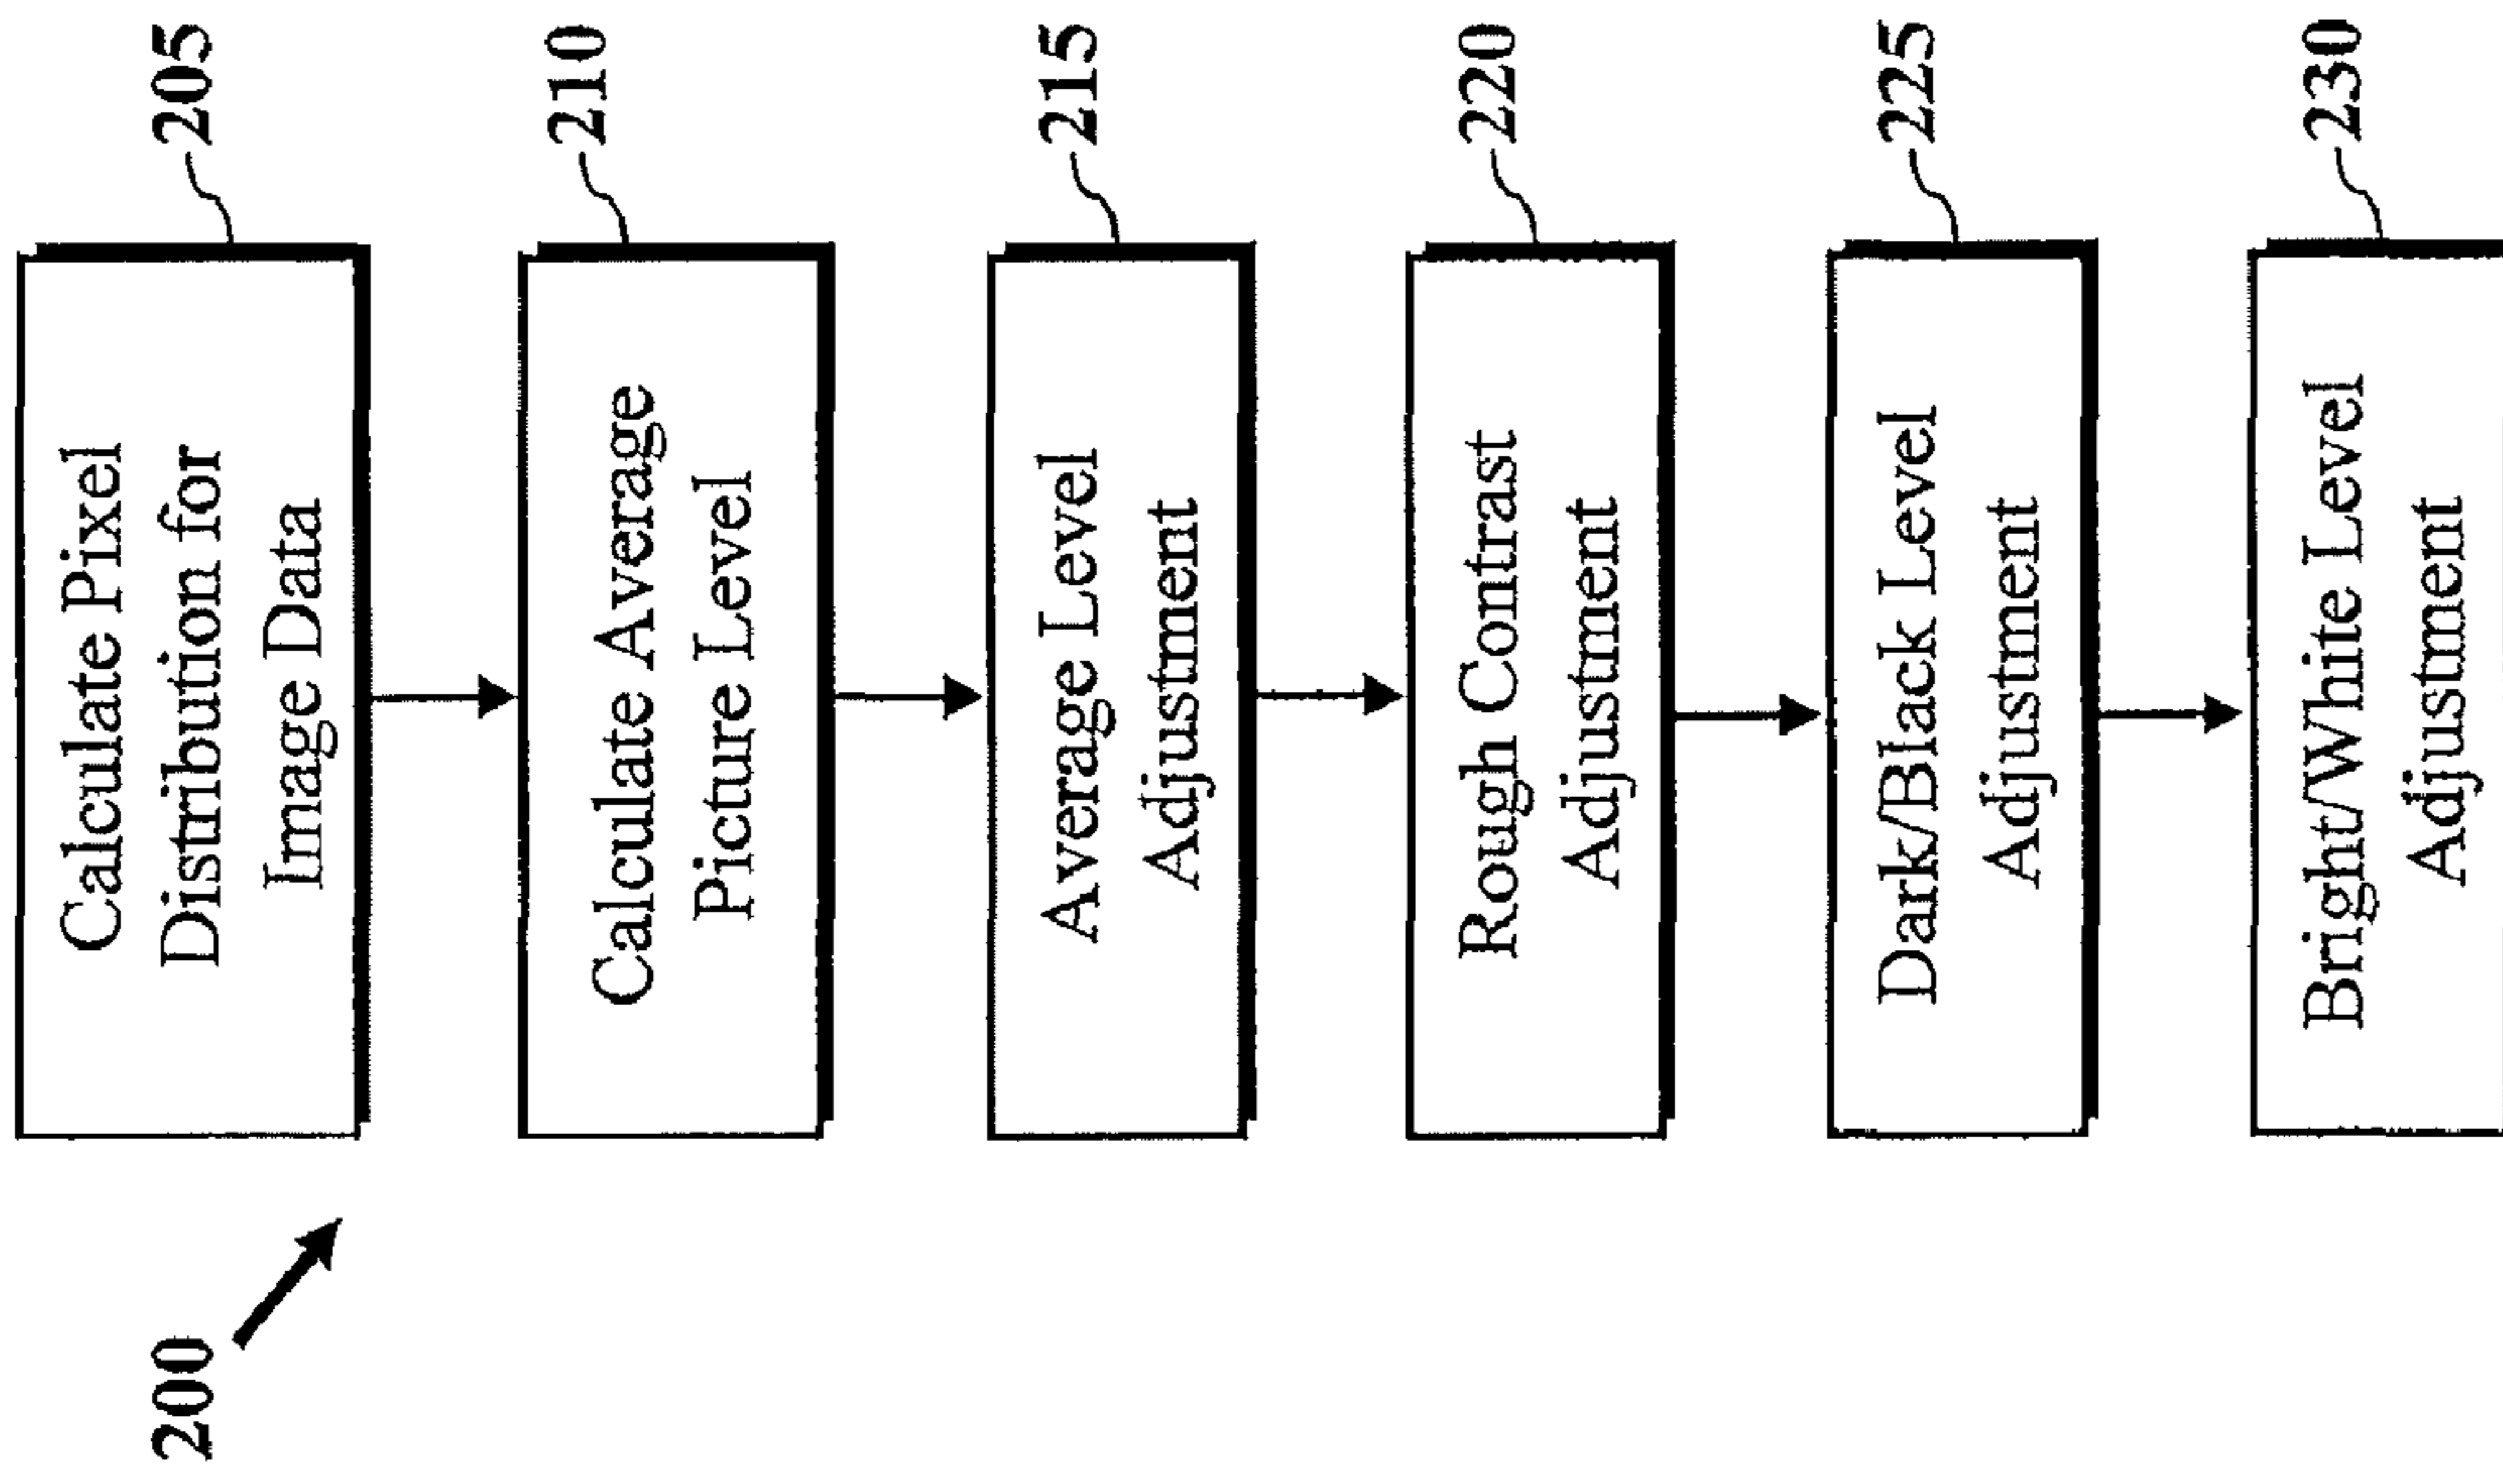 200
Calculate Pixel
Distribution for
Image Data
205
Calculate Average
Picture Level
210
Average Level
Adjustment
215
Rough Contrast
Adjustment
220
Dark/Black Level
Adjustment
225
Bright/White Level
Adjustment
230